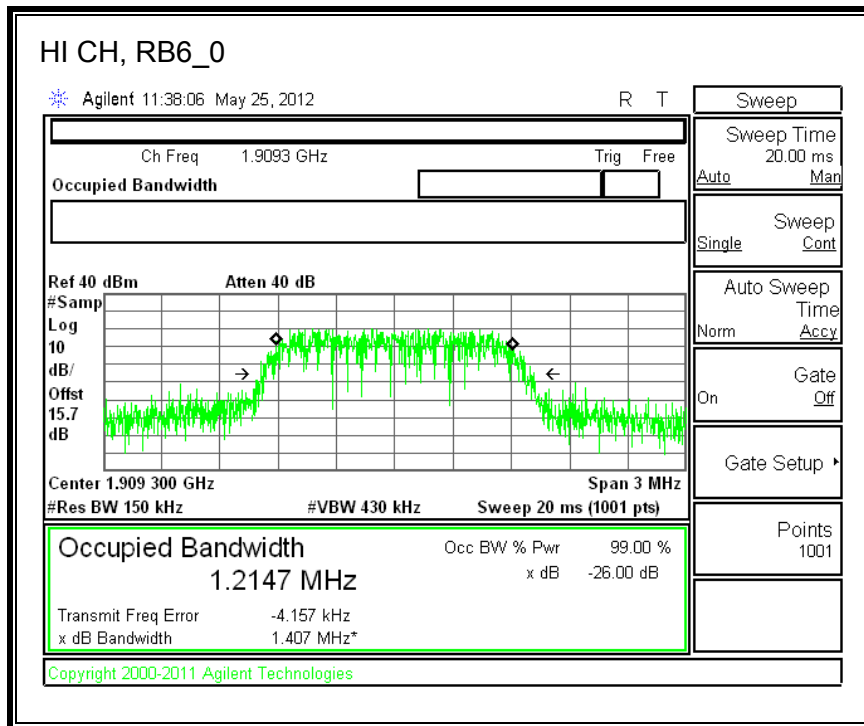 HI CH, RB6_0
Agilent 11:38:06 May 25, 2012 R T
Ch Freq 1.9093 GHz Trig Free
Occupied Bandwidth
Ref 40 dBm Atten 40 dB
#Samp
Log
10
dB/
Offst
15.7
dB
Center 1.909 300 GHz Span 3 MHz
#Res BW 150 kHz #VBW 430 kHz Sweep 20 ms (1001 pts)
Occupied Bandwidth
1.2147 MHz
Occ BW % Pwr 99.00 %
x dB -26.00 dB
Transmit Freq Error -4.157 kHz
x dB Bandwidth 1.407 MHz*
Copyright 2000-2011 Agilent Technologies
Sweep
Sweep Time
20.00 ms
Auto Man
Sweep
Single Cont
Auto Sweep
Time
Norm Accy
Gate
On Off
Gate Setup
Points
1001